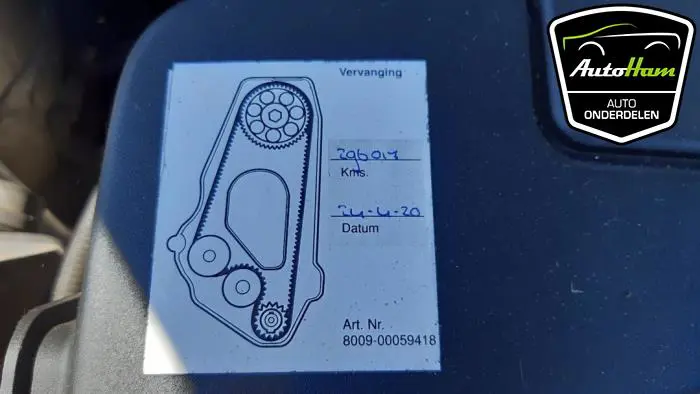 Vervanging
Kms.
24-4-20
Datum
Art. Nr.
8009-00059418
AutoHam
AUTO
ONDERDELEN